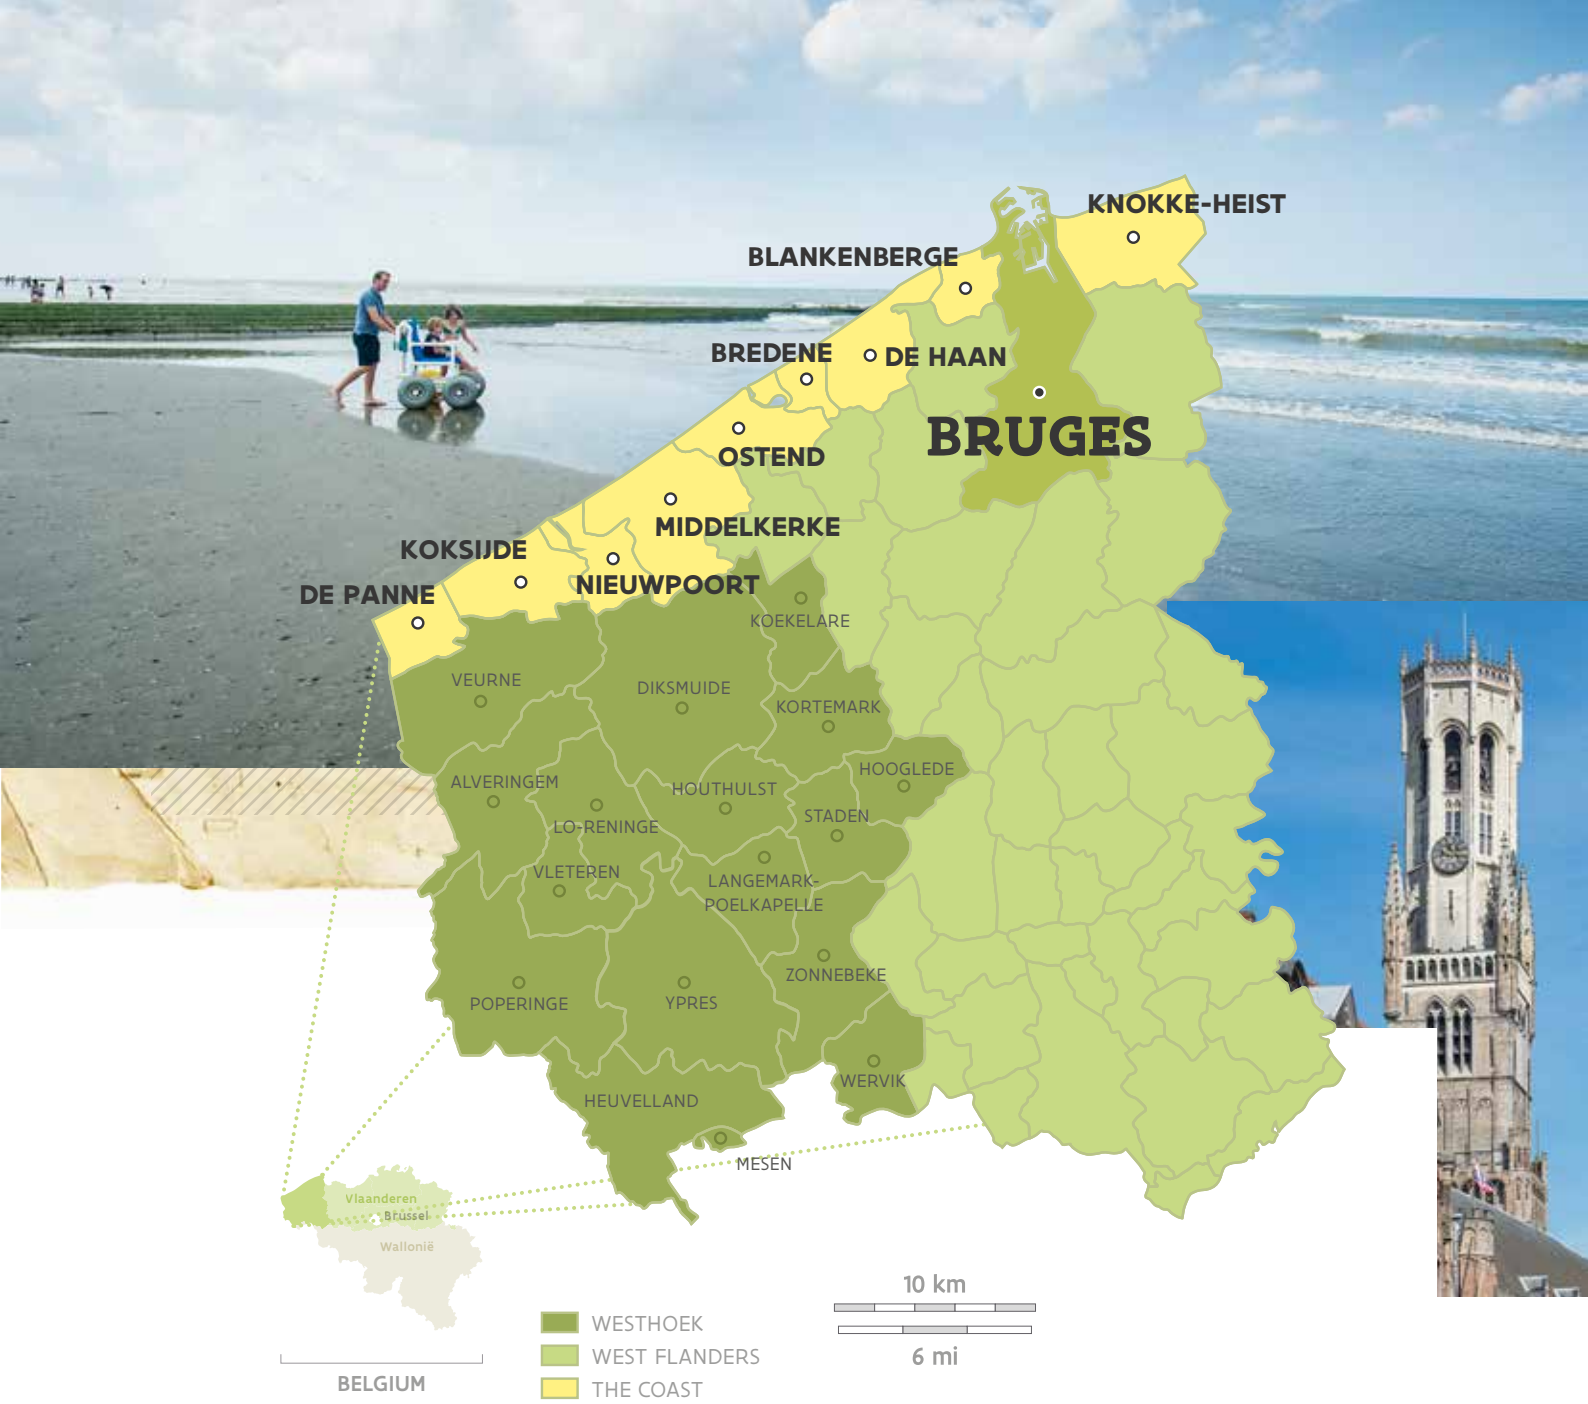 KNOKKE-HEIST
BLANKENBERGE
BREDENE
DE HAAN
BRUGES
OSTEND
MIDDELKERKE
KOKSIJDE
NIEUWPOORT
DE PANNE
KOEKELARE
VEURNE
DIKSMUIDE
KORTEMARK
HOOGLEDE
ALVERINGEM
HOUTHULST
STADEN
LO-RENINGE
VLETEREN
LANGEMARK-
POELKAPELLE
ZONNEBEKE
POPERINGE
YPRES
WERVIK
HEUVELLAND
MESEN
Vlaanderen
Brussel
Wallonië
BELGIUM
WESTHOEK
WEST FLANDERS
THE COAST
10 km
6 mi